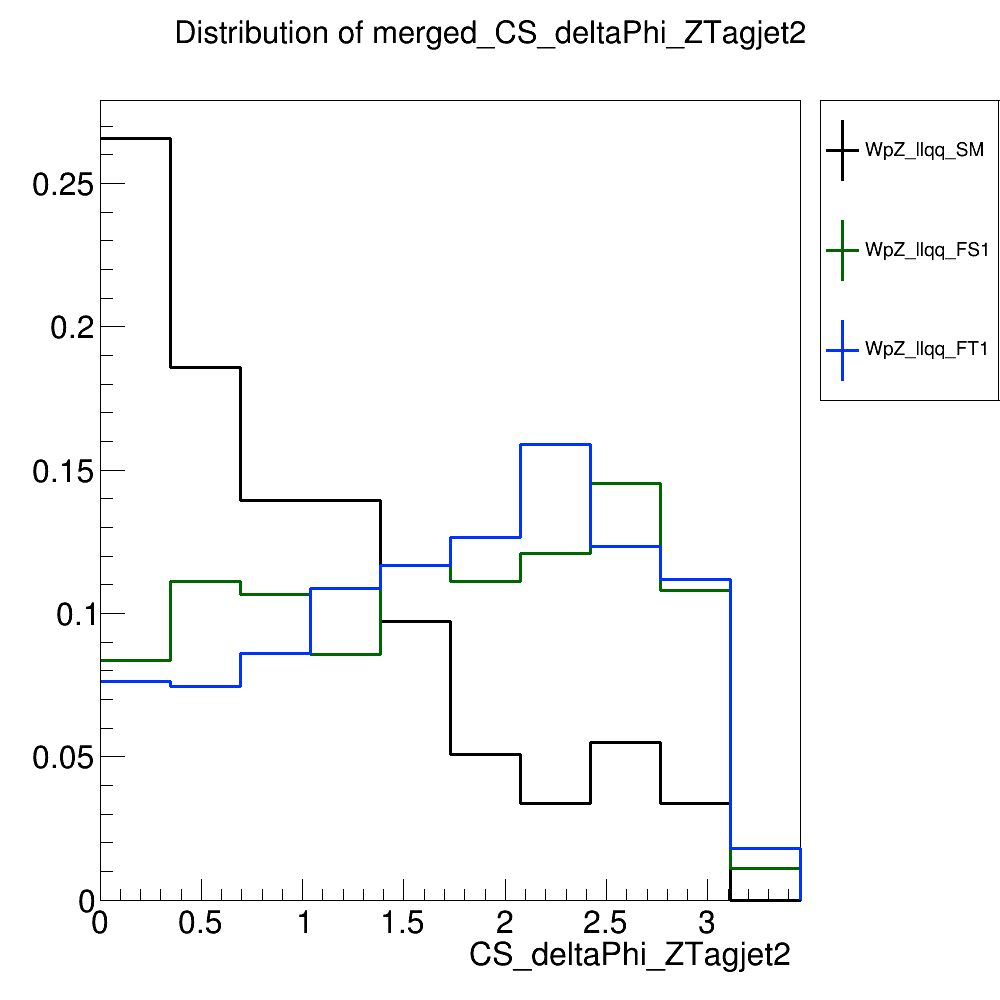 Distribution of merged_CS_deltaPhi_ZTagjet2
WpZ_llqq_SM
WpZ_llqq_FS1
WpZ_llqq_FT1
0.25
0.2
0.15
0.1
0.05
0
0 0.5 1 1.5 2 2.5 3
CS_deltaPhi_ZTagjet2